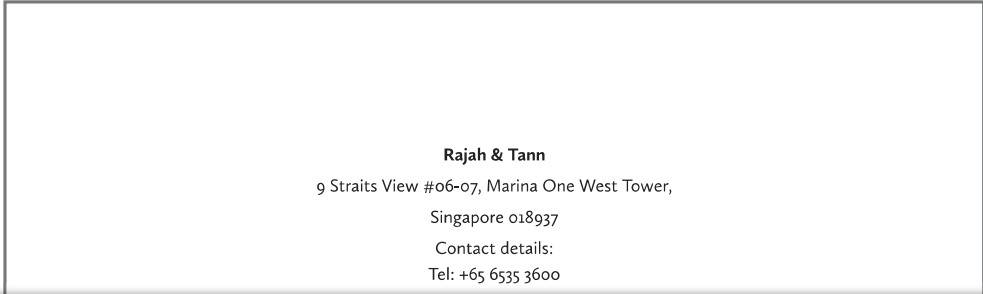 Rajah & Tann
9 Straits View #06-07, Marina One West Tower,
Singapore 018937
Contact details:
Tel: +65 6535 3600